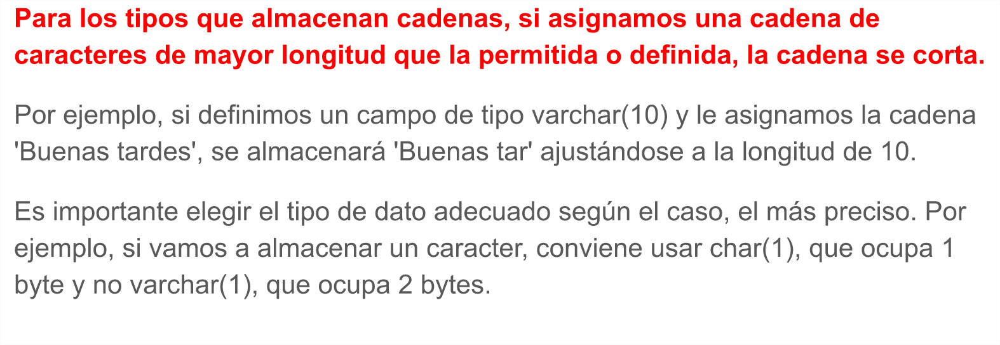 Para los tipos que almacenan cadenas, si asignamos una cadena de
caracteres de mayor longitud que la permitida o definida, la cadena se corta.
Por ejemplo, si definimos un campo de tipo varchar(10) y le asignamos la cadena
'Buenas tardes', se almacenará 'Buenas tar' ajustándose a la longitud de 10.
Es importante elegir el tipo de dato adecuado según el caso, el más preciso. Por
ejemplo, si vamos a almacenar un caracter, conviene usar char(1), que ocupa 1
byte y no varchar(1), que ocupa 2 bytes.